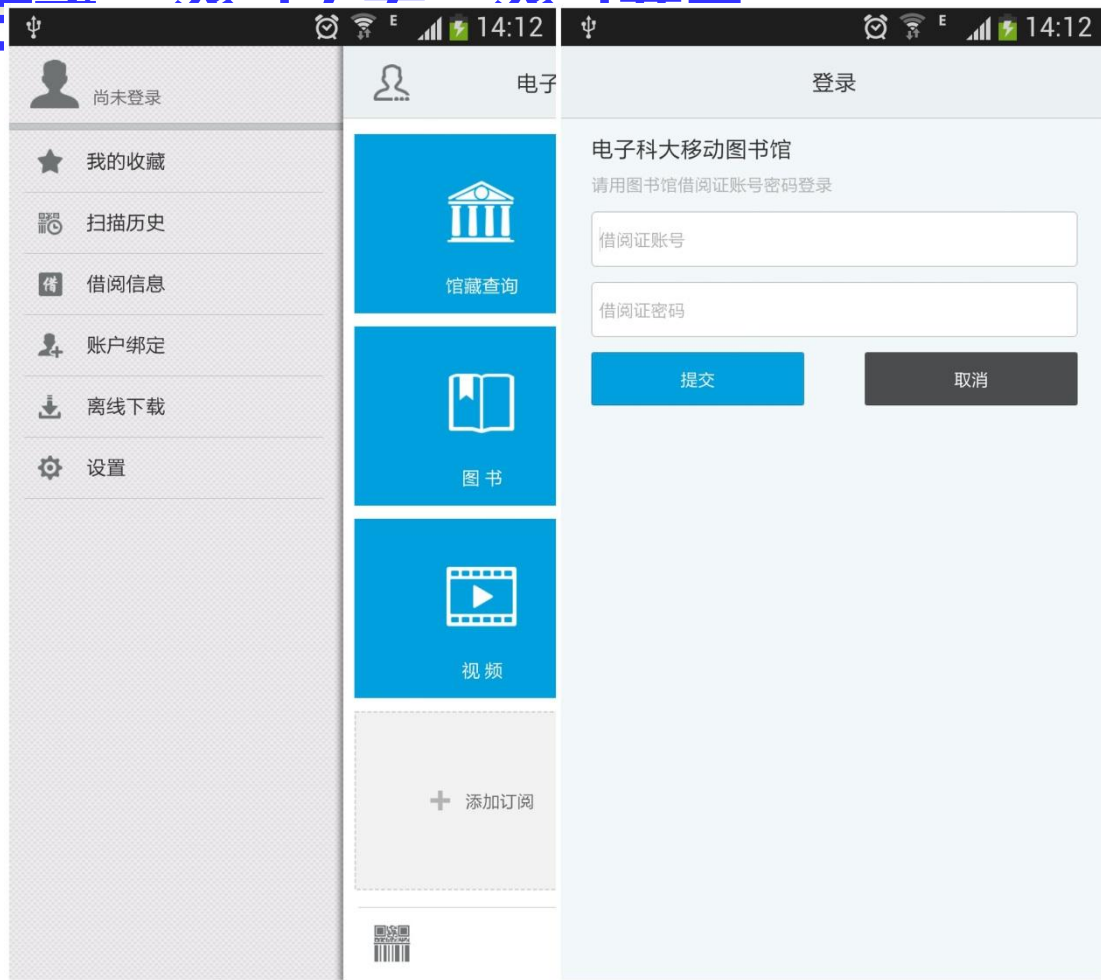 E 14:12
尚未登录
我的收藏
扫描历史
借阅信息
借
账户绑定
离线下载
设置
电子
馆藏查询
图书
视频
添加订阅
E 14:12
登录
电子科大移动图书馆
请用图书馆借阅证账号密码登录
借阅证账号
借阅证密码
提交
取消